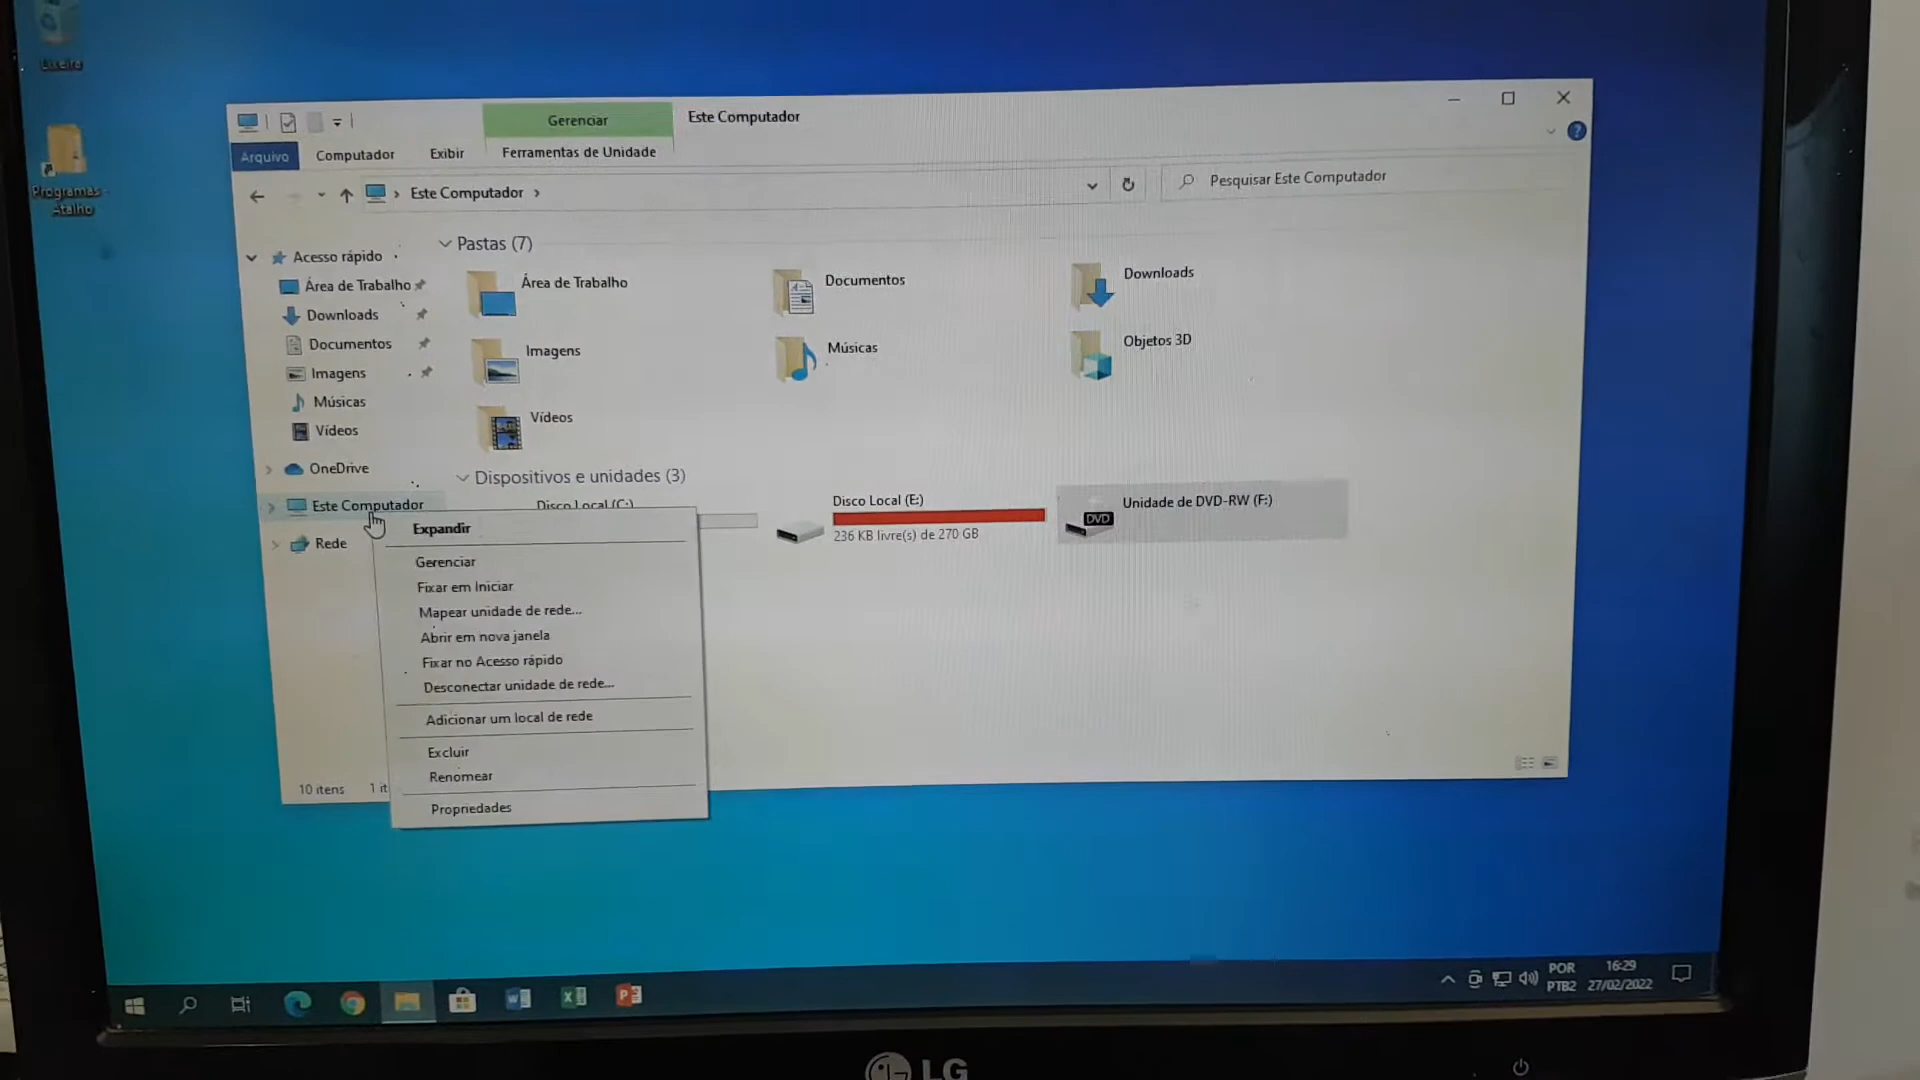 Lixeira
Programas -
Atalho
Gerenciar
Este Computador
Arquivo
Computador
Exibir
Ferramentas de Unidade
Este Computador
Pesquisar Este Computador
Acesso rápido
Área de Trabalho
Downloads
Documentos
Imagens
Músicas
Vídeos
OneDrive
Este Computador
Rede
Pastas (7)
Área de Trabalho
Documentos
Downloads
Imagens
Músicas
Objetos 3D
Vídeos
Dispositivos e unidades (3)
Disco Local (C:)
Disco Local (E:)
236 KB livre(s) de 270 GB
DVD
Unidade de DVD-RW (F:)
Expandir
Gerenciar
Fixar em Iniciar
Mapear unidade de rede...
Abrir em nova janela
Fixar no Acesso rápido
Desconectar unidade de rede...
Adicionar um local de rede
Excluir
Renomear
Propriedades
10 itens
1 it
POR
PTB2
16:29
27/02/2022
LG